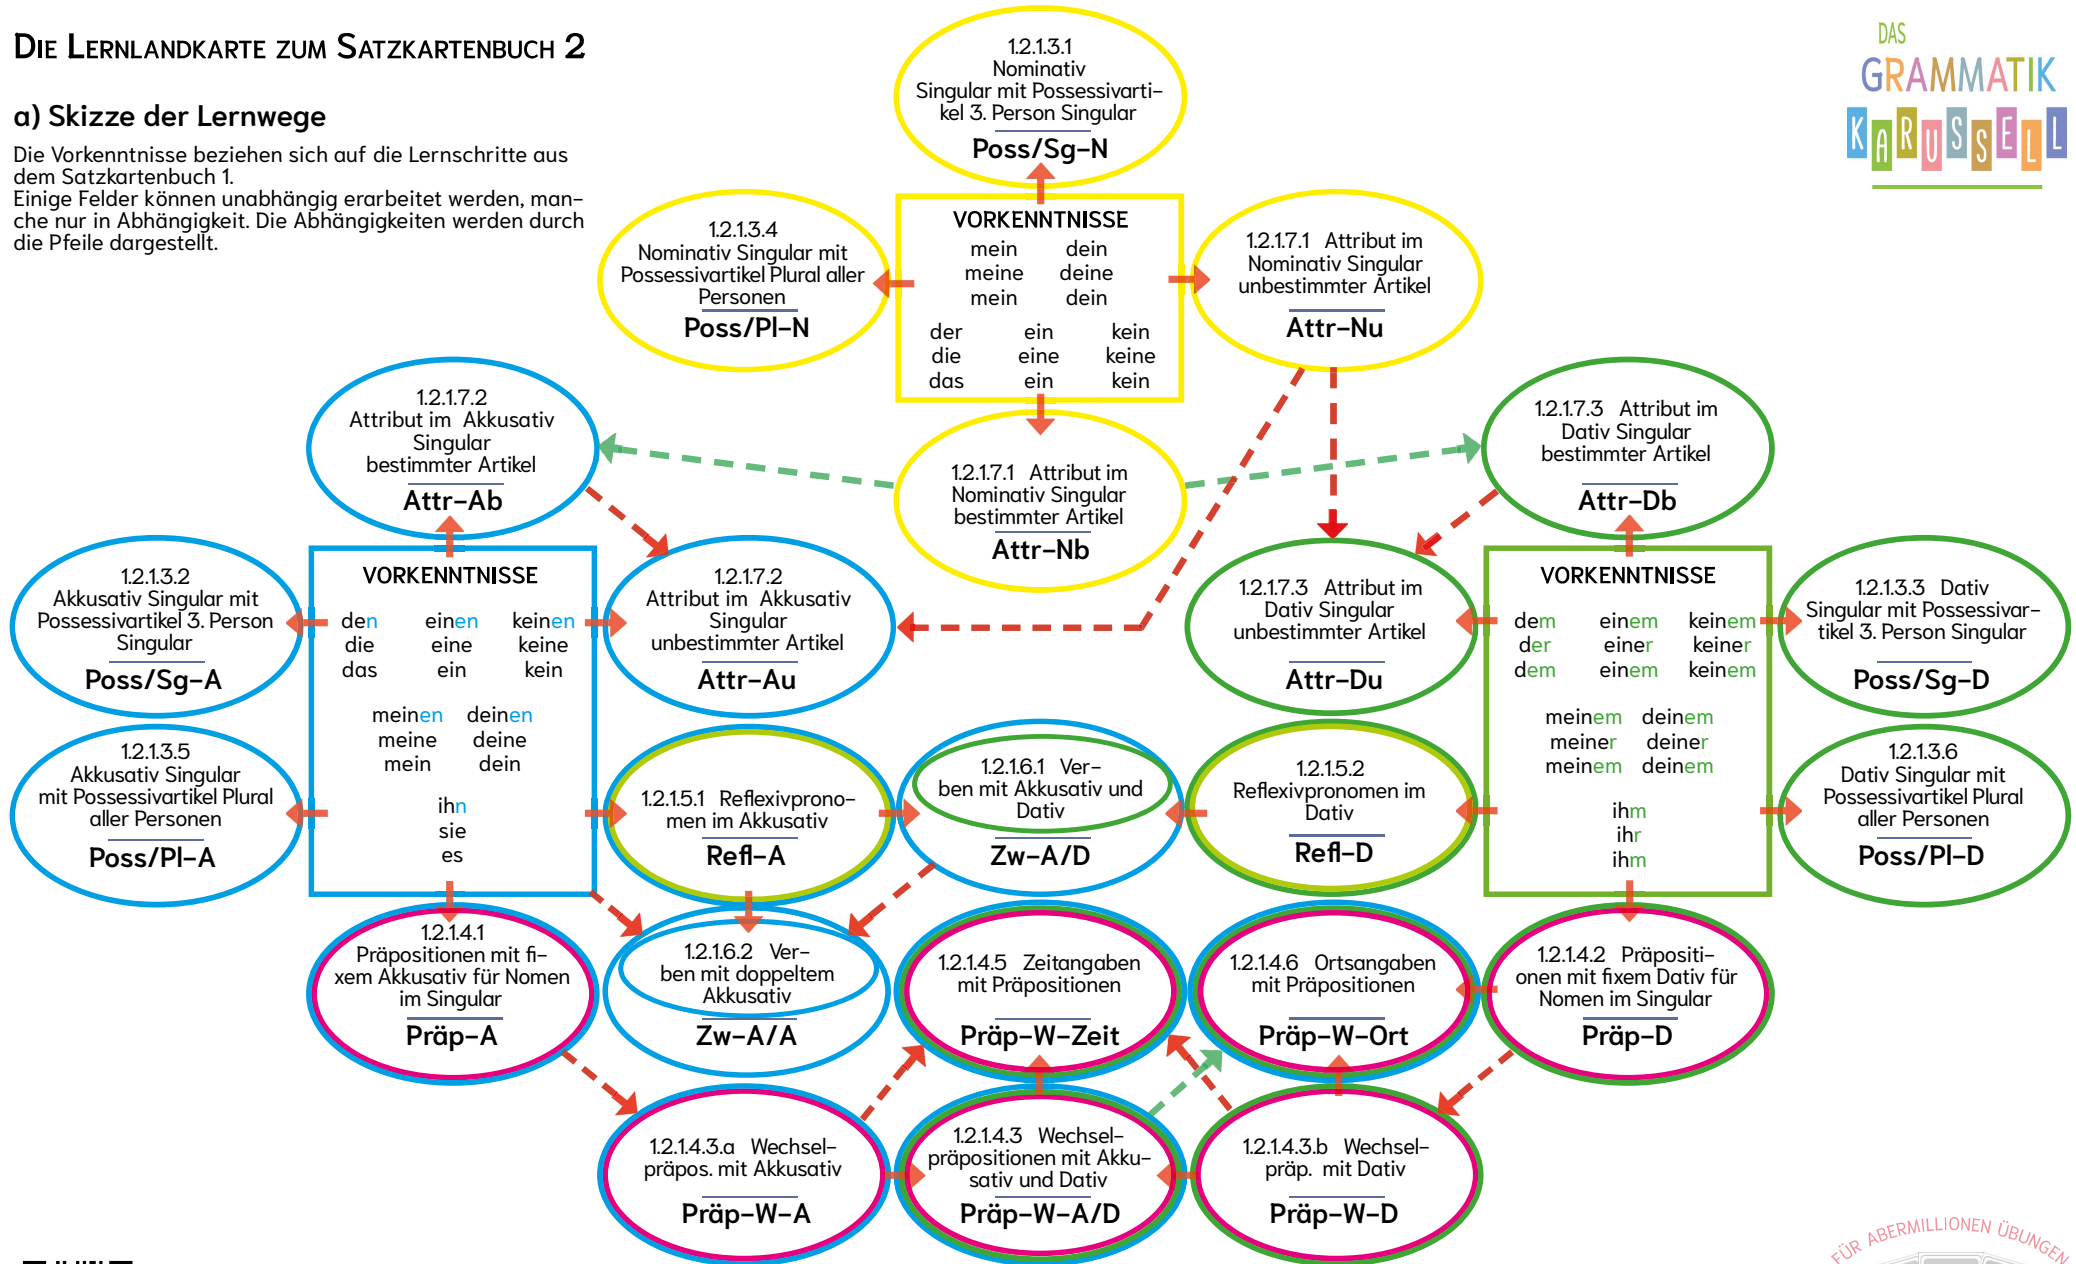 DIE LERNLANDKARTE ZUM SATZKARTENBUCH 2
a) Skizze der Lernwege
Die Vorkenntnisse beziehen sich auf die Lernschritte aus
dem Satzkartenbuch 1.
Einige Felder können unabhängig erarbeitet werden, man-
che nur in Abhängigkeit. Die Abhängigkeiten werden durch
die Pfeile dargestellt.
DAS
GRAMMATIK
KARUSSELL
1.2.1.3.1
Nominativ
Singular mit Possessivarti-
kel 3. Person Singular
Poss/Sg-N
1.2.1.3.4
Nominativ Singular mit
Possessivartikel Plural aller
Personen
Poss/Pl-N
VORKENNTNISSE
mein dein
meine deine
mein dein
der ein kein
die eine keine
das ein kein
1.2.1.7.1 Attribut im
Nominativ Singular
unbestimmter Artikel
Attr-Nu
1.2.1.7.2
Attribut im Akkusativ
Singular
bestimmter Artikel
Attr-Ab
1.2.1.7.1 Attribut im
Nominativ Singular
bestimmter Artikel
Attr-Nb
1.2.1.7.3 Attribut im
Dativ Singular
bestimmter Artikel
Attr-Db
1.2.1.3.2
Akkusativ Singular mit
Possessivartikel 3. Person
Singular
Poss/Sg-A
VORKENNTNISSE
den einen keinen
die eine keine
das ein kein
meinen deinen
meine deine
mein dein
ihn
sie
es
1.2.1.7.2
Attribut im Akkusativ
Singular
unbestimmter Artikel
Attr-Au
1.2.1.7.3 Attribut im
Dativ Singular
unbestimmter Artikel
Attr-Du
VORKENNTNISSE
dem einem keinem
der einer keiner
dem einem keinem
meinem deinem
meiner deiner
meinem deinem
ihm
ihr
ihm
1.2.1.3.3 Dativ
Singular mit Possessivar-
tikel 3. Person Singular
Poss/Sg-D
1.2.1.3.5
Akkusativ Singular
mit Possessivartikel Plural
aller Personen
Poss/Pl-A
1.2.1.5.1 Reflexivprono-
men im Akkusativ
Refl-A
1.2.1.6.1 Ver-
ben mit Akkusativ und
Dativ
Zw-A/D
1.2.1.5.2
Reflexivpronomen im
Dativ
Refl-D
1.2.1.3.6
Dativ Singular mit
Possessivartikel Plural
aller Personen
Poss/Pl-D
1.2.1.4.1
Präpositionen mit fi-
xem Akkusativ für Nomen
im Singular
Präp-A
1.2.1.6.2 Ver-
ben mit doppeltem
Akkusativ
Zw-A/A
1.2.1.4.5 Zeitangaben
mit Präpositionen
Präp-W-Zeit
1.2.1.4.6 Ortsangaben
mit Präpositionen
Präp-W-Ort
1.2.1.4.2 Präpositi-
onen mit fixem Dativ für
Nomen im Singular
Präp-D
1.2.1.4.3.a Wechsel-
präpos. mit Akkusativ
Präp-W-A
1.2.1.4.3 Wechsel-
präpositionen mit Akku-
sativ und Dativ
Präp-W-A/D
1.2.1.4.3.b Wechsel-
präp. mit Dativ
Präp-W-D
FÜR ABERMILLIONEN ÜBUNGEN